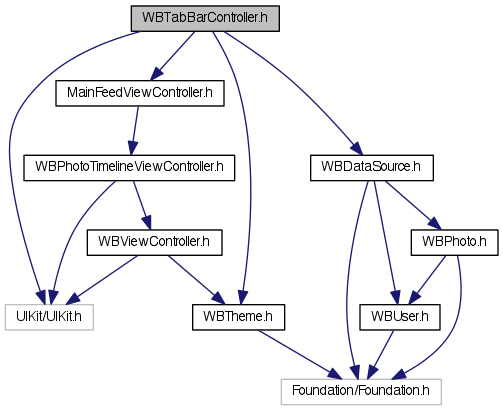 WBTabBarController.h
MainFeedViewController.h
WBPhotoTimelineViewController.h
WBDataSource.h
WBViewController.h
WBPhoto.h
UIKit/UIKit.h
WBTheme.h
WBUser.h
Foundation/Foundation.h